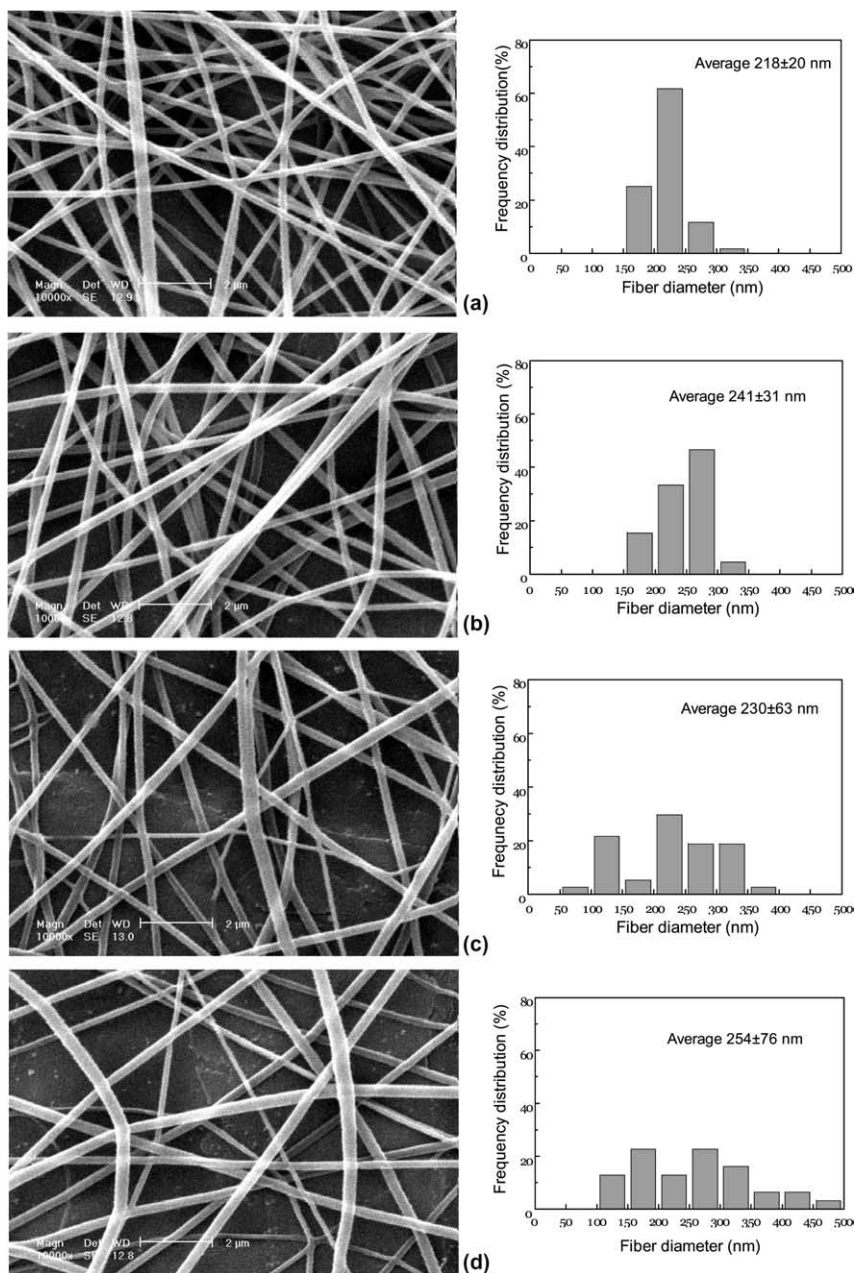 80
60
40
20
0
Frequency distribution(%)
Average 218±20 nm
0 50 100 150 200 250 300 350 400 450 500
Fiber diameter (nm)
Magn Det WD 2 µm
10000x SE 12.9
(a)
80
60
40
20
0
Frequency distribution (%)
Average 241±31 nm
0 50 100 150 200 250 300 350 400 450 500
Fiber diameter (nm)
Magn Det WD 2 µm
10000x SE 12.8
(b)
80
60
40
20
0
Frequnecy distribution (%)
Average 230±63 nm
0 50 100 150 200 250 300 350 400 450 500
Fiber diameter (nm)
Magn Det WD 2 µm
10000x SE 13.0
(c)
80
60
40
20
0
Frequency distribution (%)
Average 254±76 nm
0 50 100 150 200 250 300 350 400 450 500
Fiber diameter (nm)
Magn Det WD 2 µm
10000x SE 12.8
(d)